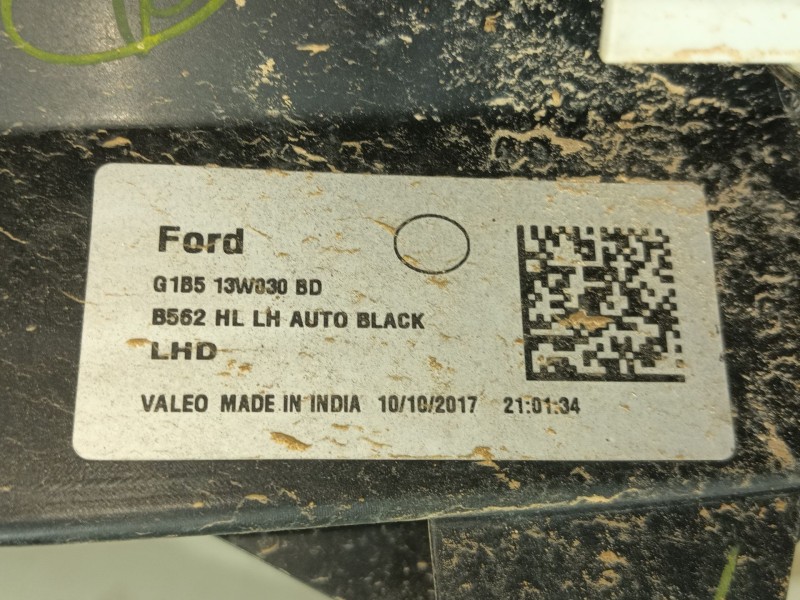 Ford
G1B5 13W030 BD
B562 HL LH AUTO BLACK
LHD
VALEO MADE IN INDIA 10/10/2017 21:01:34